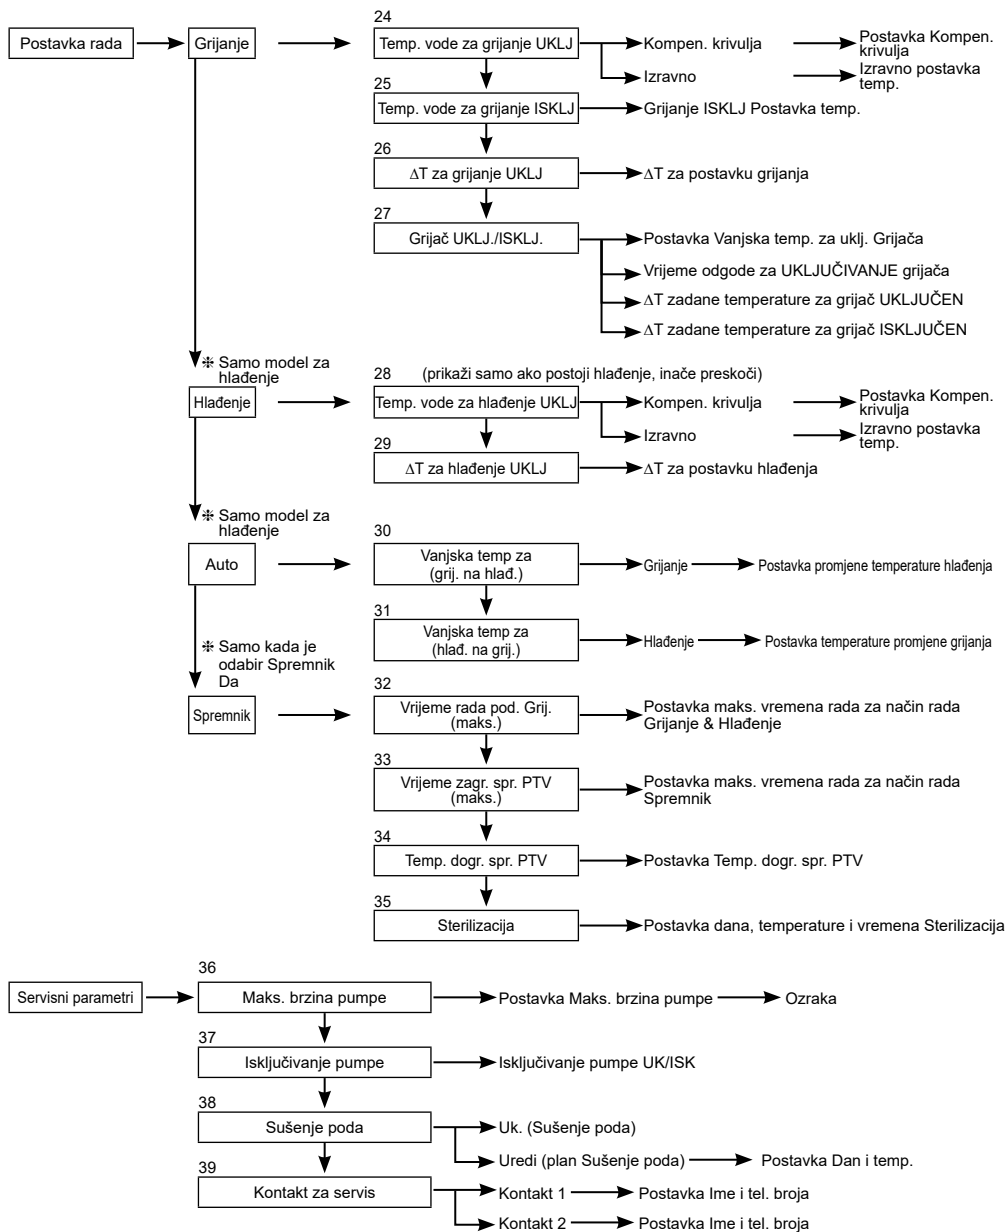 24
Postavka rada
Grijanje
Temp. vode za grijanje UKLJ
Kompen. krivulja
Postavka Kompen.
krivulja
Izravno
Izravno postavka
temp.
25
Temp. vode za grijanje ISKLJ
Grijanje ISKLJ Postavka temp.
26
∆T za grijanje UKLJ
∆T za postavku grijanja
27
Grijač UKLJ./ISKLJ.
Postavka Vanjska temp. za uklj. Grijača
Vrijeme odgode za UKLJUČIVANJE grijača
∆T zadane temperature za grijač UKLJUČEN
∆T zadane temperature za grijač ISKLJUČEN
⁜ Samo model za
hlađenje
28 (prikaži samo ako postoji hlađenje, inače preskoči)
Hlađenje
Temp. vode za hlađenje UKLJ
Kompen. krivulja
Postavka Kompen.
krivulja
Izravno
Izravno postavka
temp.
29
∆T za hlađenje UKLJ
∆T za postavku hlađenja
⁜ Samo model za
hlađenje
30
Auto
Vanjska temp za
(grij. na hlađ.)
Grijanje
Postavka promjene temperature hlađenja
31
Vanjska temp za
(hlađ. na grij.)
Hlađenje
Postavka temperature promjene grijanja
⁜ Samo kada je
odabir Spremnik
Da
32
Spremnik
Vrijeme rada pod. Grij.
(maks.)
Postavka maks. vremena rada za način rada
Grijanje & Hlađenje
33
Vrijeme zagr. spr. PTV
(maks.)
Postavka maks. vremena rada za način rada
Spremnik
34
Temp. dogr. spr. PTV
Postavka Temp. dogr. spr. PTV
35
Sterilizacija
Postavka dana, temperature i vremena Sterilizacija
36
Servisni parametri
Maks. brzina pumpe
Postavka Maks. brzina pumpe
Ozraka
37
Isključivanje pumpe
Isključivanje pumpe UK/ISK
38
Sušenje poda
Uk. (Sušenje poda)
Uredi (plan Sušenje poda)
Postavka Dan i temp.
39
Kontakt za servis
Kontakt 1
Postavka Ime i tel. broja
Kontakt 2
Postavka Ime i tel. broja